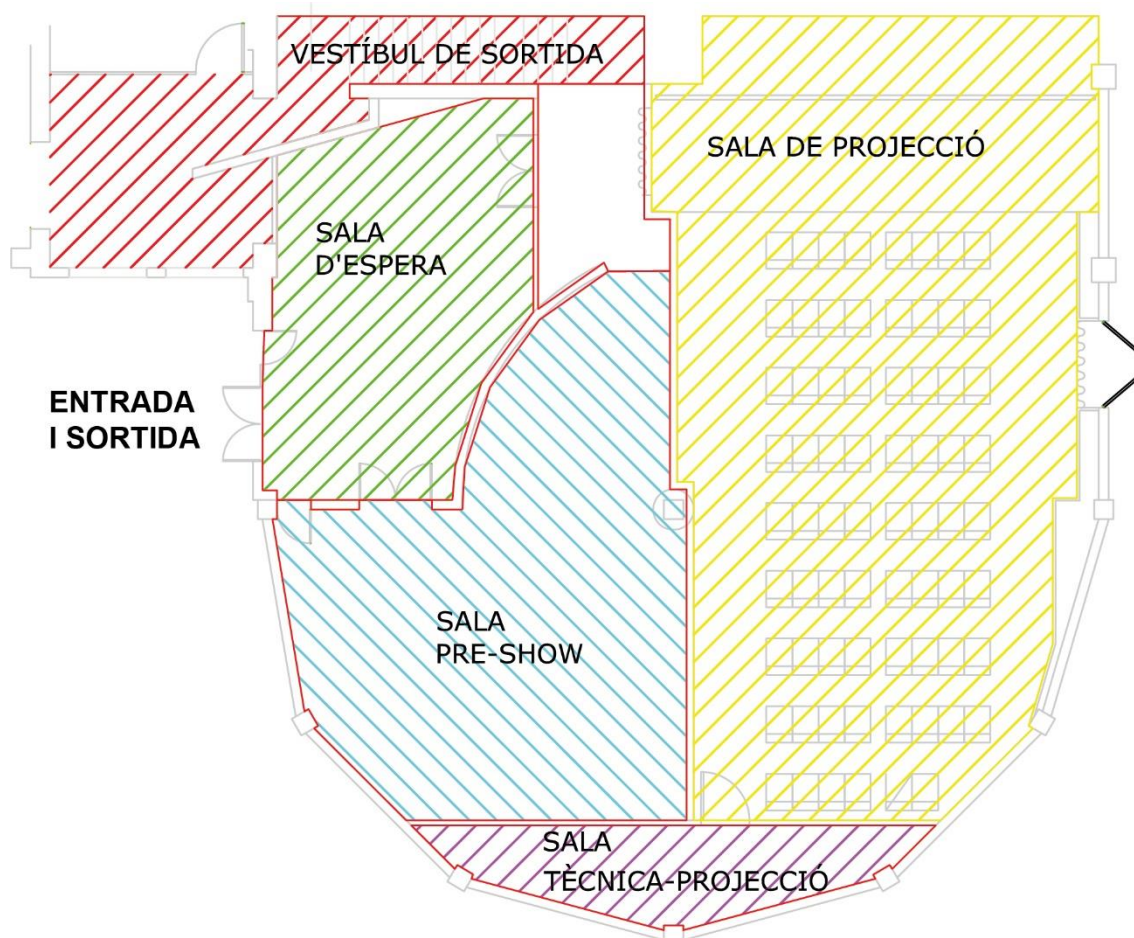 VESTÍBUL DE SORTIDA
SALA DE PROJECCIÓ
SALA
D'ESPERA
ENTRADA
I SORTIDA
SALA
PRE-SHOW
SALA
TÈCNICA-PROJECCIÓ